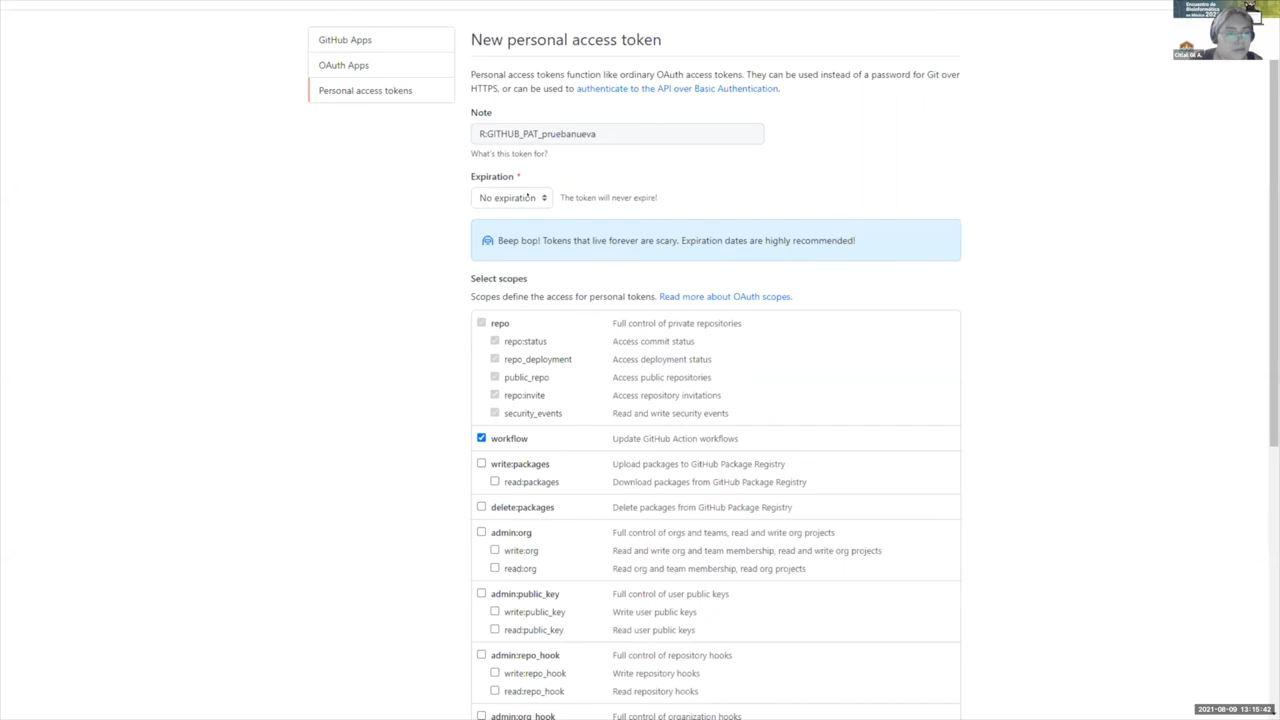 GitHub Apps
OAuth Apps
Personal access tokens
New personal access token
Personal access tokens function like ordinary OAuth access tokens. They can be used instead of a password for Git over
HTTPS, or can be used to authenticate to the API over Basic Authentication.
Note
R:GITHUB_PAT_pruebanueva
What's this token for?
Expiration *
No expiration
The token will never expire!
Beep bop! Tokens that live forever are scary. Expiration dates are highly recommended!
Select scopes
Scopes define the access for personal tokens. Read more about OAuth scopes.
repo Full control of private repositories
repo:status Access commit status
repo_deployment Access deployment status
public_repo Access public repositories
repo:invite Access repository invitations
security_events Read and write security events
workflow Update GitHub Action workflows
write:packages Upload packages to GitHub Package Registry
read:packages Download packages from GitHub Package Registry
delete:packages Delete packages from GitHub Package Registry
admin:org Full control of orgs and teams, read and write org projects
write:org Read and write org and team membership, read and write org projects
read:org Read org and team membership, read org projects
admin:public_key Full control of user public keys
write:public_key Write user public keys
read:public_key Read user public keys
admin:repo_hook Full control of repository hooks
write:repo_hook Write repository hooks
read:repo_hook Read repository hooks
admin:org_hook Full control of organization hooks
Encuentro de
Bioinformática
en México 202
2021-08-09 13:15:42